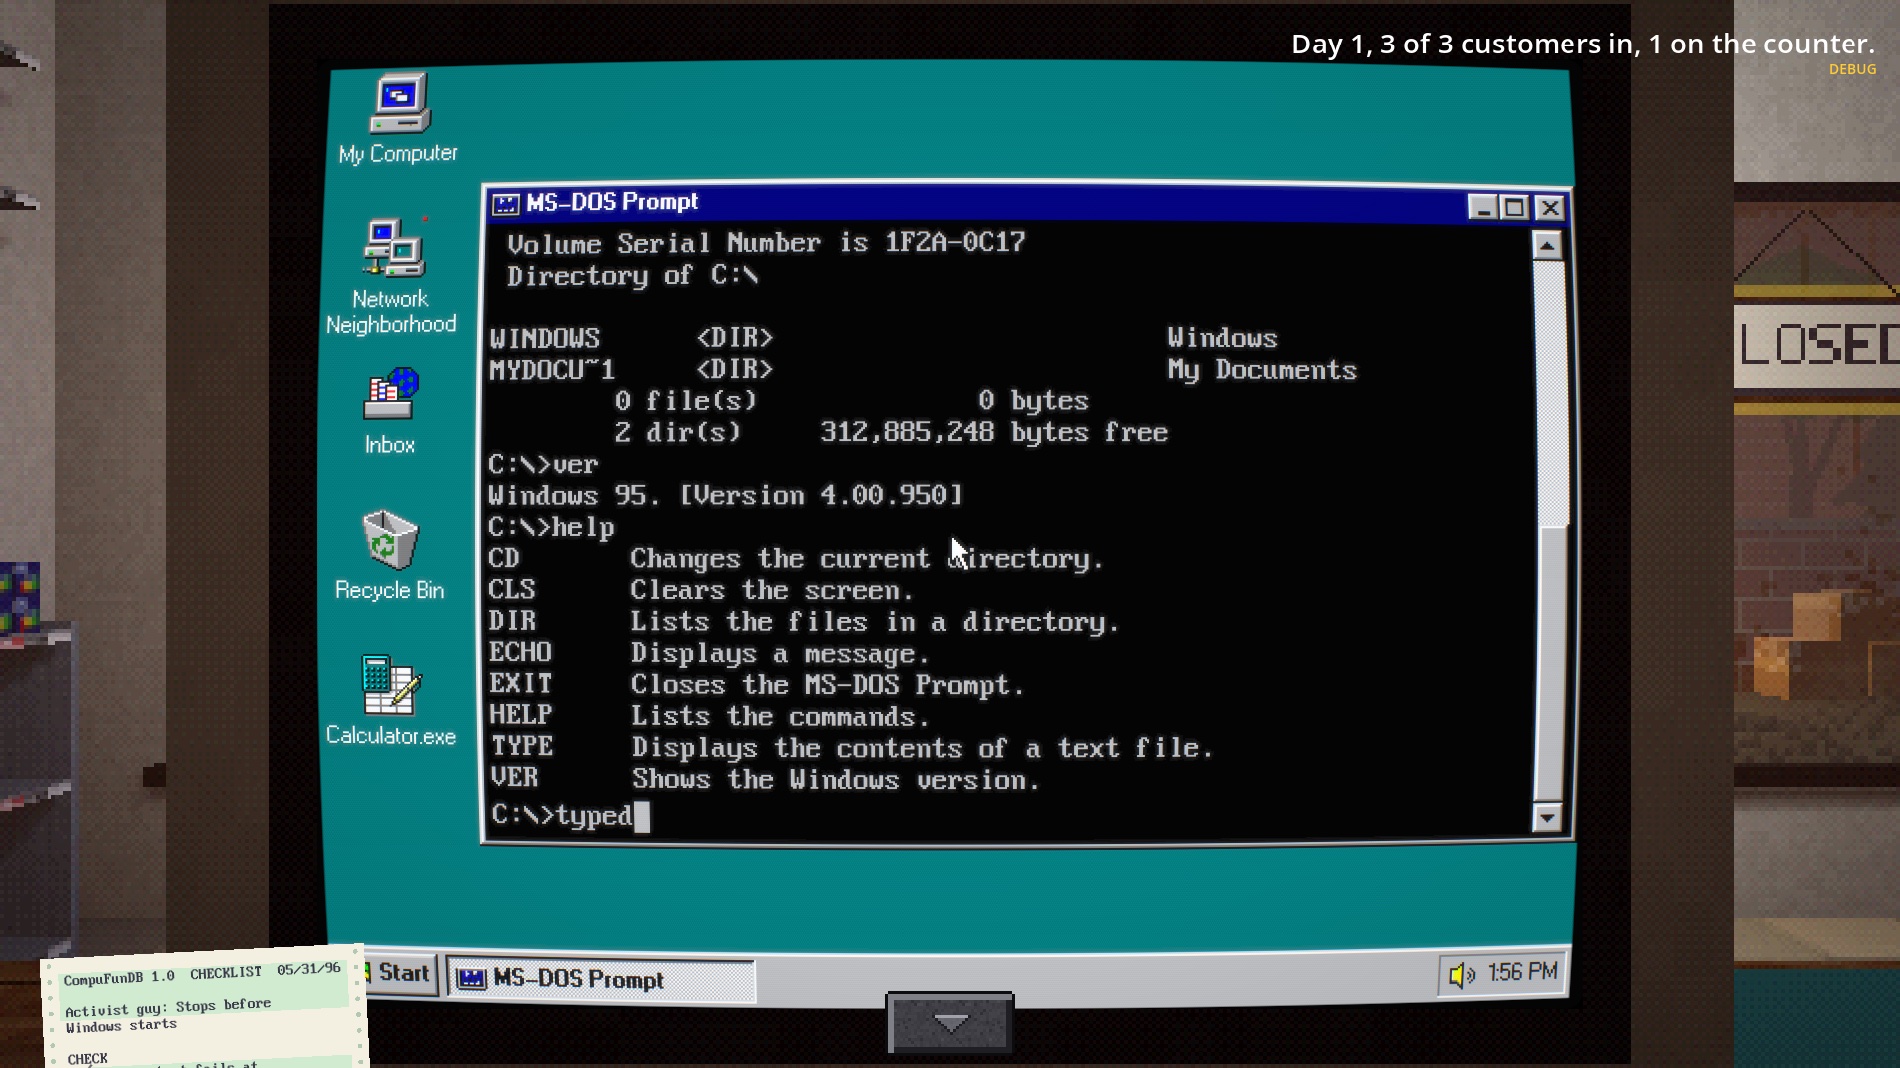 Day 1, 3 of 3 customers in, 1 on the counter.
DEBUG
My Computer
Network
Neighborhood
Inbox
Recycle Bin
Calculator.exe
MS-DOS Prompt
Volume Serial Number is 1F2A-0C17
Directory of C:\
WINDOWS <DIR> Windows
MYDOCU~1 <DIR> My Documents
0 file(s) 0 bytes
2 dir(s) 312,885,248 bytes free
C:\>ver
Windows 95. [Version 4.00.950]
C:\>help
CD Changes the current directory.
CLS Clears the screen.
DIR Lists the files in a directory.
ECHO Displays a message.
EXIT Closes the MS-DOS Prompt.
HELP Lists the commands.
TYPE Displays the contents of a text file.
VER Shows the Windows version.
C:\>typed
LOSED
CompuFunDB 1.0 CHECKLIST 05/31/96
Activist guy: Stops before
Windows starts
CHECK
fails at
Start
MS-DOS Prompt
1:56 PM